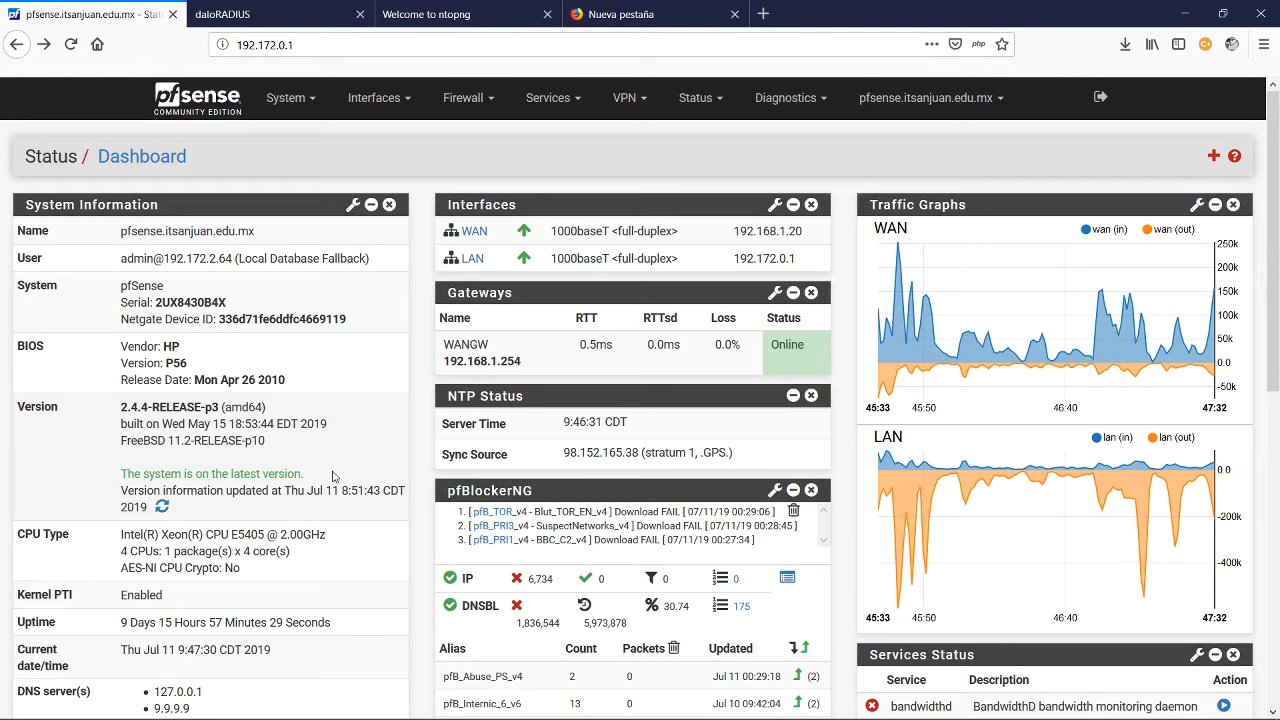 pfsense.itsanjuan.edu.mx - Stat
daloRADIUS
Welcome to ntopng
Nueva pestaña
192.172.0.1
php
pfsense
COMMUNITY EDITION
System
Interfaces
Firewall
Services
VPN
Status
Diagnostics
pfsense.itsanjuan.edu.mx
Status / Dashboard
System Information
Name pfsense.itsanjuan.edu.mx
User admin@192.172.2.64 (Local Database Fallback)
System pfSense
Serial: 2UX8430B4X
Netgate Device ID: 336d71fe6ddfc4669119
BIOS Vendor: HP
Version: P56
Release Date: Mon Apr 26 2010
Version 2.4.4-RELEASE-p3 (amd64)
built on Wed May 15 18:53:44 EDT 2019
FreeBSD 11.2-RELEASE-p10
The system is on the latest version.
Version information updated at Thu Jul 11 8:51:43 CDT
2019
CPU Type Intel(R) Xeon(R) CPU E5405 @ 2.00GHz
4 CPUs: 1 package(s) x 4 core(s)
AES-NI CPU Crypto: No
Kernel PTI Enabled
Uptime 9 Days 15 Hours 57 Minutes 29 Seconds
Current
date/time
Thu Jul 11 9:47:30 CDT 2019
DNS server(s) 127.0.0.1
9.9.9.9
Interfaces
WAN 1000baseT <full-duplex> 192.168.1.20
LAN 1000baseT <full-duplex> 192.172.0.1
Gateways
Name RTT RTTsd Loss Status
WANGW 0.5ms 0.0ms 0.0% Online
192.168.1.254
NTP Status
Server Time 9:46:31 CDT
Sync Source 98.152.165.38 (stratum 1, .GPS.)
pfBlockerNG
1. [ pfB_TOR_v4 - Blut_TOR_EN_v4 ] Download FAIL [ 07/11/19 00:29:06 ]
2. [ pfB_PRI3_v4 - SuspectNetworks_v4 ] Download FAIL [ 07/11/19 00:28:45 ]
3. [ pfB_PRI1_v4 - BBC_C2_v4 ] Download FAIL [ 07/11/19 00:27:34 ]
IP 6,734 0 0 0
DNSBL 30.74 175
1,836,544 5,973,878
Alias Count Packets Updated
pfB_Abuse_PS_v4 2 0 Jul 11 00:29:18 (2)
pfB_Internic_6_v6 13 0 Jul 10 09:42:04 (2)
Traffic Graphs
WAN
wan (in) wan (out)
250k
150k
100k
50k
0.0
-50k
45:33 45:50 46:40 47:32
LAN
lan (in) lan (out)
0.0
-200k
-400k
45:33 45:50 46:40 47:32
Services Status
Service Description Action
bandwidthd BandwidthD bandwidth monitoring daemon